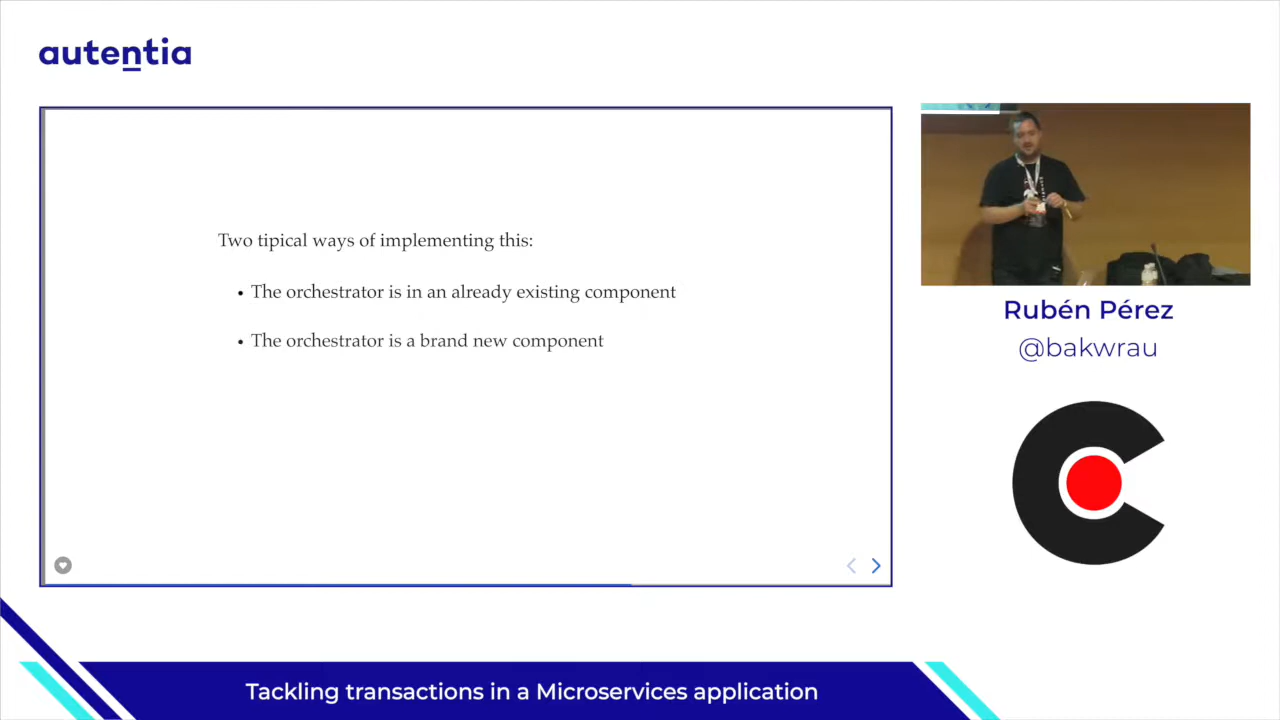 autentia
Two tipical ways of implementing this:
• The orchestrator is in an already existing component
• The orchestrator is a brand new component
Rubén Pérez
@bakwrau
Tackling transactions in a Microservices application